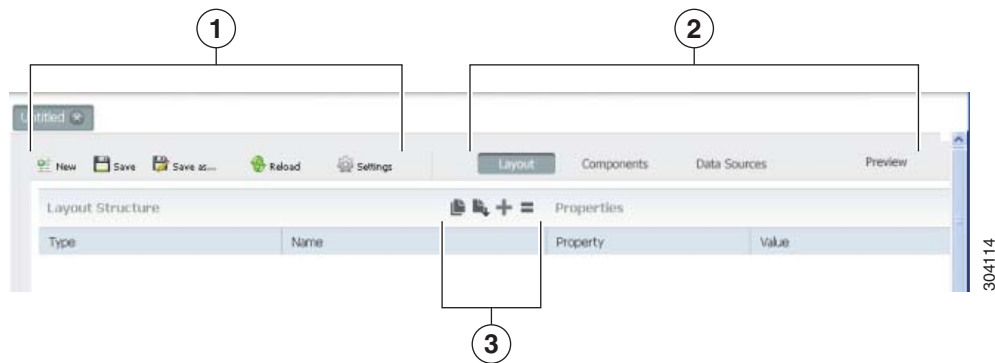 1
2
Untitled
New Save Save as... Reload Settings Layout Components Data Sources Preview
Layout Structure Properties
Type Name Property Value
3
304114